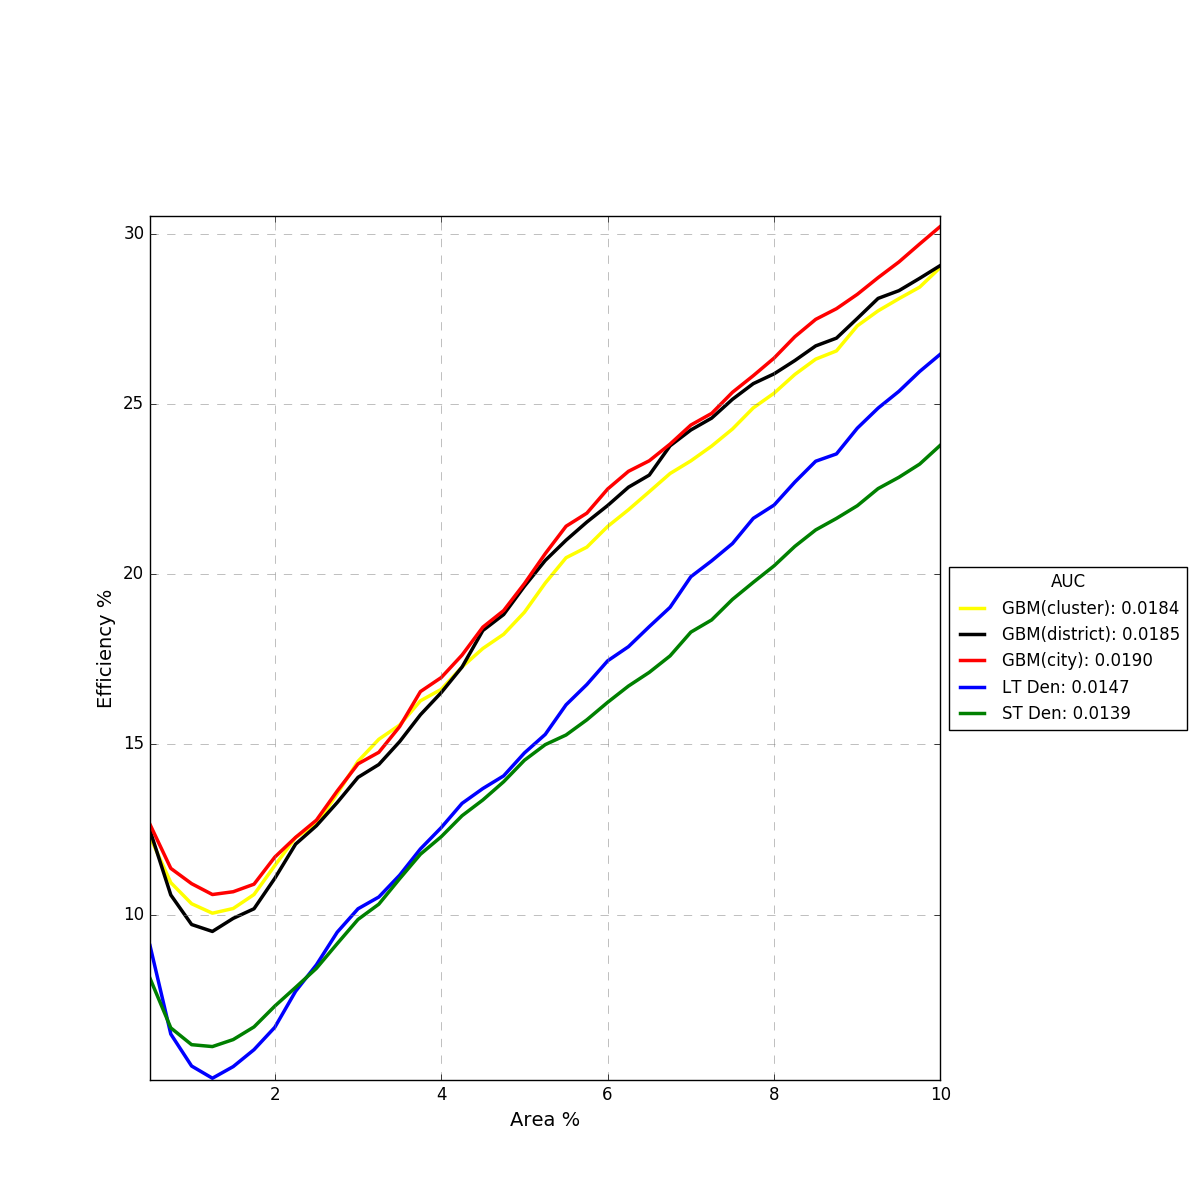 30
25
20
15
10
Efficiency %
2 4 6 8 10
Area %
AUC
GBM(cluster): 0.0184
GBM(district): 0.0185
GBM(city): 0.0190
LT Den: 0.0147
ST Den: 0.0139